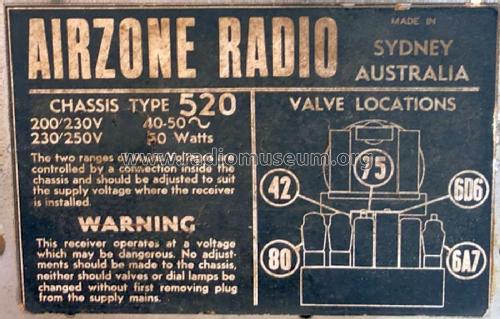 AIRZONE RADIO
MADE IN
SYDNEY
AUSTRALIA
CHASSIS TYPE 520
200/230V 40-50~
230/250V 50 Watts
The two ranges
controlled by a connection inside the
chassis and should be adjusted to suit
the supply voltage where the receiver
is installed.
WARNING
This receiver operates at a voltage
which may be dangerous. No adjust-
ments should be made to the chassis,
neither should valves or dial lamps be
changed without first removing plug
from the supply mains.
VALVE LOCATIONS
75
42
6D6
80
6A7
www.radiomuseum.org